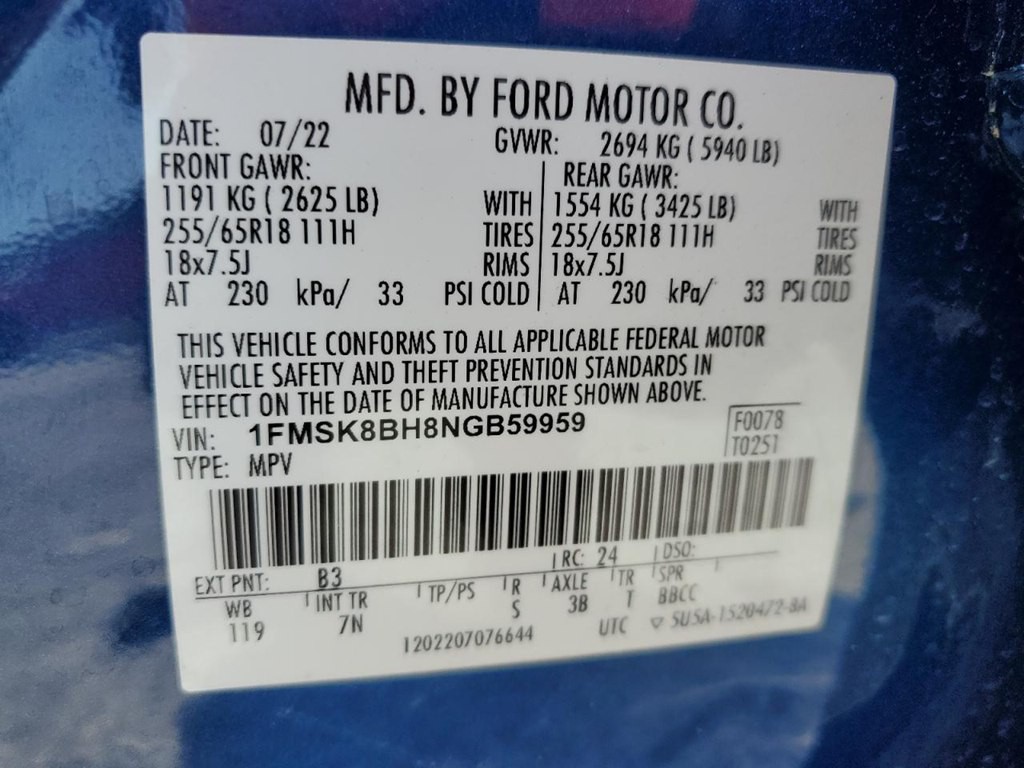 MFD. BY FORD MOTOR CO.
DATE: 07/22 GVWR: 2694 KG ( 5940 LB)
FRONT GAWR: REAR GAWR:
1191 KG ( 2625 LB) WITH 1554 KG ( 3425 LB) WITH
255/65R18 111H TIRES 255/65R18 111H TIRES
18x7.5J RIMS 18x7.5J RIMS
AT 230 kPa/ 33 PSI COLD AT 230 kPa/ 33 PSI COLD
THIS VEHICLE CONFORMS TO ALL APPLICABLE FEDERAL MOTOR
VEHICLE SAFETY AND THEFT PREVENTION STANDARDS IN
EFFECT ON THE DATE OF MANUFACTURE SHOWN ABOVE.
VIN: 1FMSK8BH8NGB59959 F0078
TYPE: MPV T0251
EXT PNT: B3 RC: 24 DSO:
WB INT TR TP/PS R AXLE TR SPR
119 7N S 3B T BBCC
1202207076644 UTC ▽ SU5A-1520472-BA